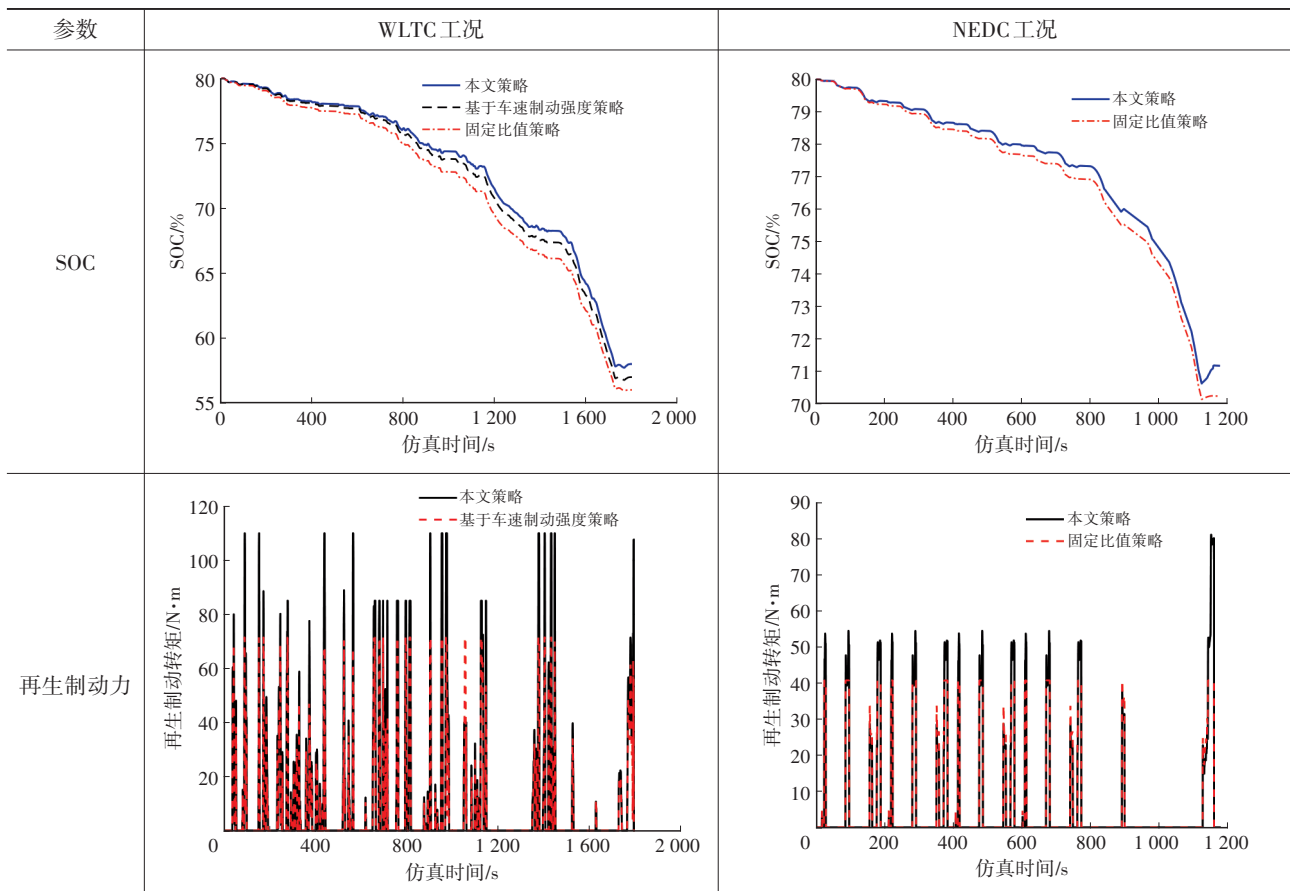 参数
WLTC工况
NEDC工况
SOC
80
75
70
65
60
55
SOC/%
本文策略
基于车速制动强度策略
固定比值策略
0
400
800
1 200
1 600
2 000
仿真时间/s
80
79
78
77
76
75
74
73
72
71
70
SOC/%
本文策略
固定比值策略
0
200
400
600
800
1 000
1 200
仿真时间/s
再生制动力
120
100
80
60
40
20
再生制动转矩/N·m
本文策略
基于车速制动强度策略
0
400
800
1 200
1 600
2 000
仿真时间/s
90
80
70
60
50
40
30
20
10
0
再生制动转矩/N·m
本文策略
固定比值策略
200
400
600
800
1 000
1 200
仿真时间/s